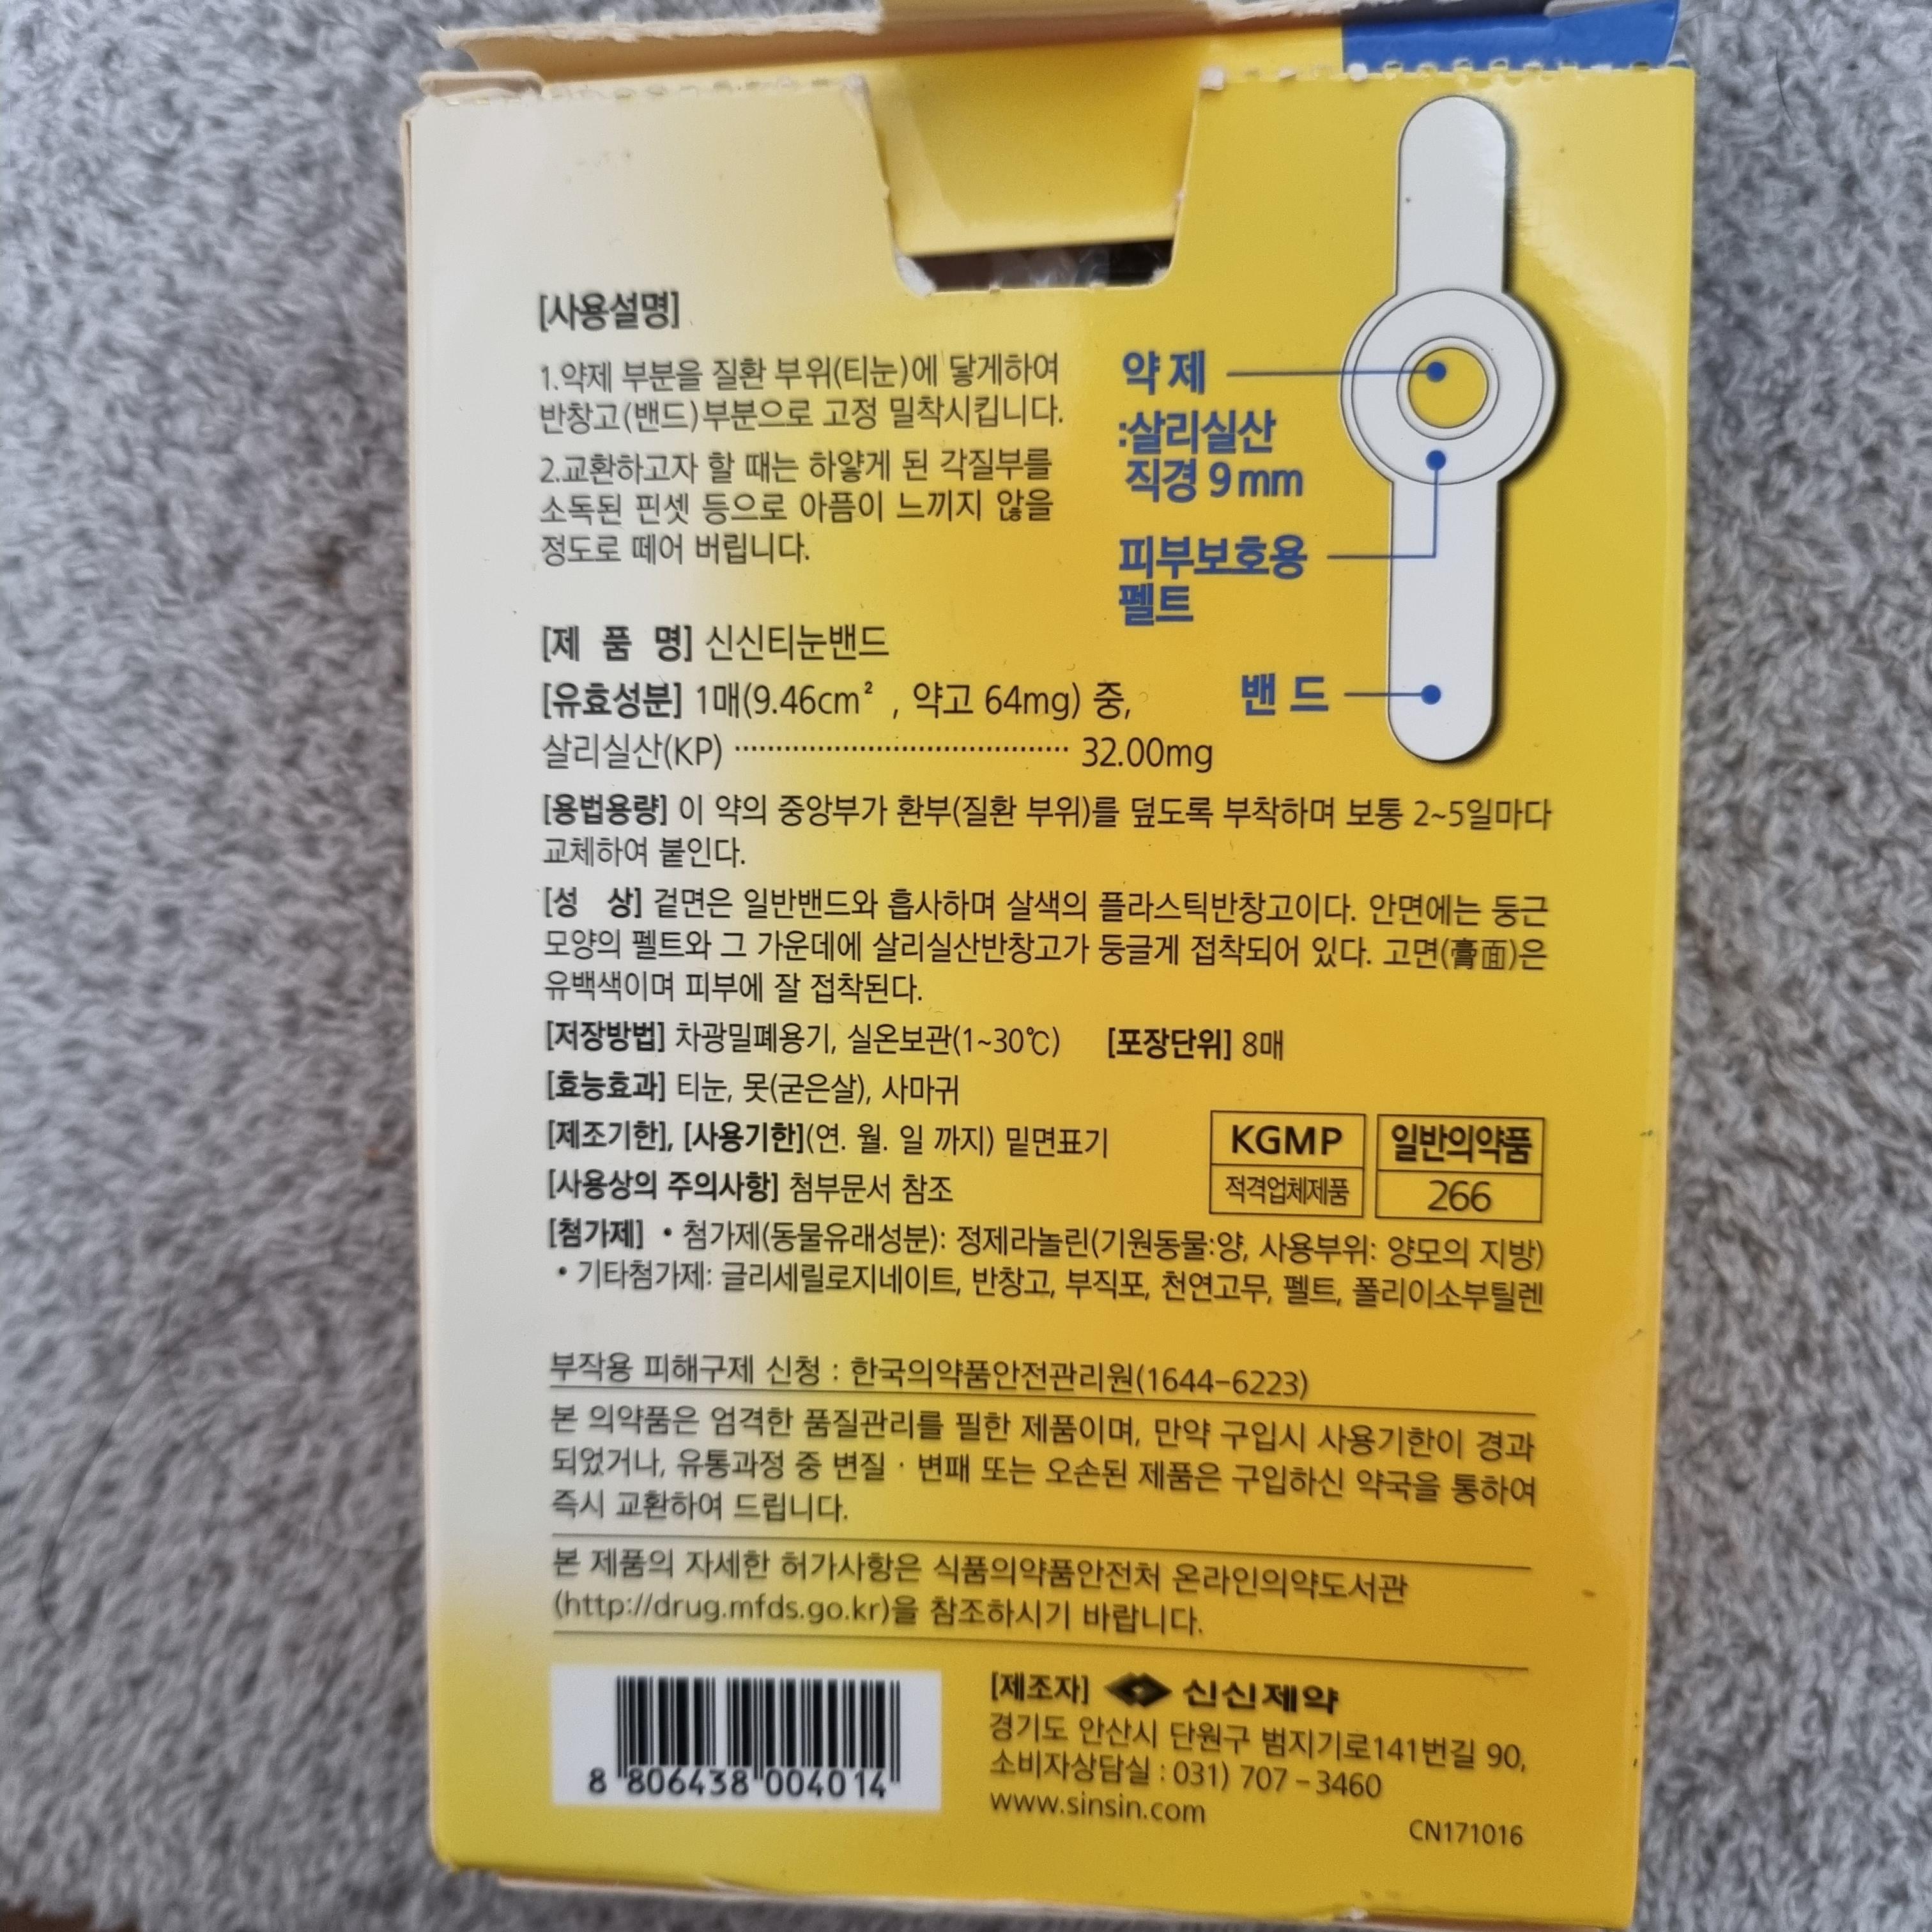 [사용설명]
1.약제 부분을 질환 부위(티눈)에 닿게하여
반창고(밴드)부분으로 고정 밀착시킵니다.
2.교환하고자 할 때는 하얗게 된 각질부를
소독된 핀셋 등으로 아픔이 느끼지 않을
정도로 떼어 버립니다.
약 제
:살리실산
직경 9mm
피부보호용
펠트
밴 드
[제 품 명] 신신티눈밴드
[유효성분] 1매(9.46cm² , 약고 64mg) 중,
살리실산(KP) ········································ 32.00mg
[용법용량] 이 약의 중앙부가 환부(질환 부위)를 덮도록 부착하며 보통 2~5일마다
교체하여 붙인다.
[성 상] 겉면은 일반밴드와 흡사하며 살색의 플라스틱반창고이다. 안면에는 둥근
모양의 펠트와 그 가운데에 살리실산반창고가 둥글게 접착되어 있다. 고면(膏面)은
유백색이며 피부에 잘 접착된다.
[저장방법] 차광밀폐용기, 실온보관(1~30℃) [포장단위] 8매
[효능효과] 티눈, 못(굳은살), 사마귀
[제조기한], [사용기한](연. 월. 일 까지) 밑면표기
[사용상의 주의사항] 첨부문서 참조
KGMP
적격업체제품
일반의약품
266
[첨가제] • 첨가제(동물유래성분): 정제라놀린(기원동물:양, 사용부위: 양모의 지방)
• 기타첨가제: 글리세릴로지네이트, 반창고, 부직포, 천연고무, 펠트, 폴리이소부틸렌
부작용 피해구제 신청 : 한국의약품안전관리원(1644-6223)
본 의약품은 엄격한 품질관리를 필한 제품이며, 만약 구입시 사용기한이 경과
되었거나, 유통과정 중 변질 · 변패 또는 오손된 제품은 구입하신 약국을 통하여
즉시 교환하여 드립니다.
본 제품의 자세한 허가사항은 식품의약품안전처 온라인의약도서관
(http://drug.mfds.go.kr)을 참조하시기 바랍니다.
8 806438 004014
[제조자] 신신제약
경기도 안산시 단원구 범지기로141번길 90,
소비자상담실 : 031) 707 - 3460
www.sinsin.com
CN171016